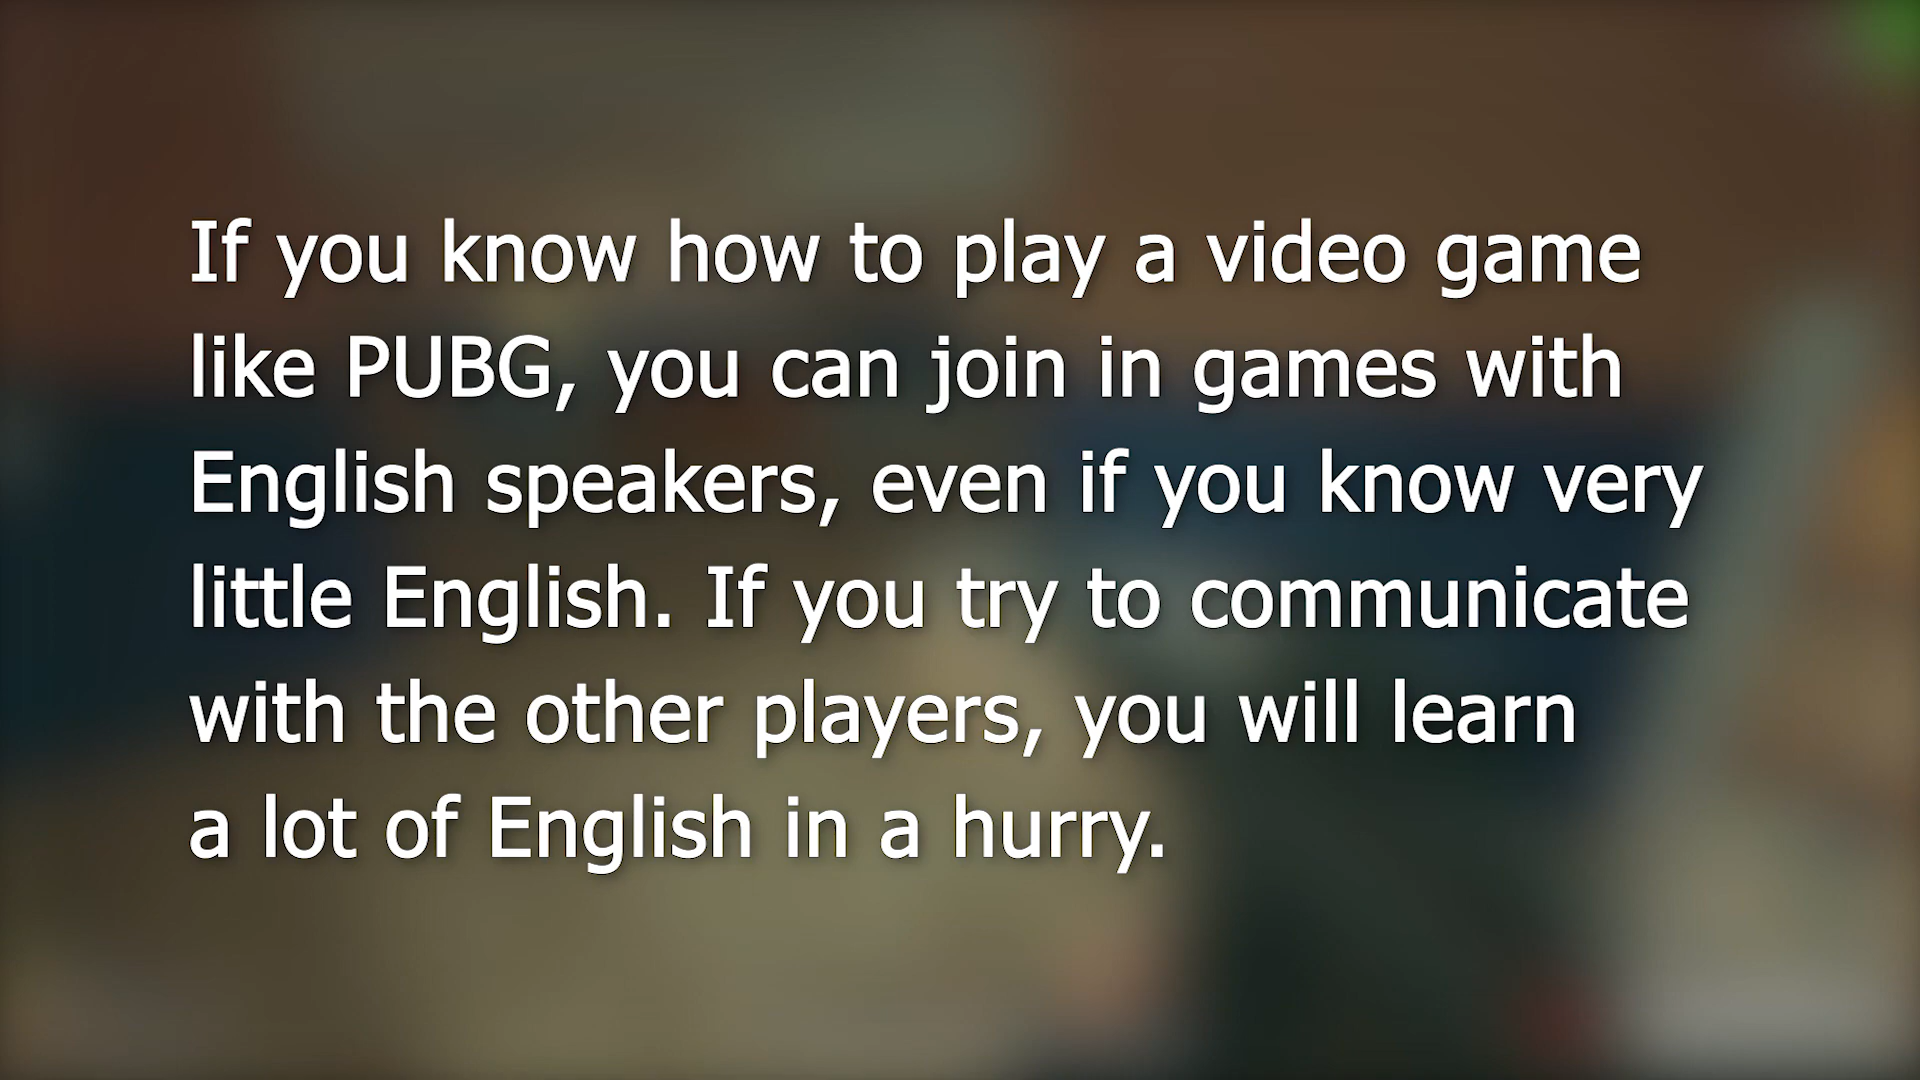 If you know how to play a video game
like PUBG, you can join in games with
English speakers, even if you know very
little English. If you try to communicate
with the other players, you will learn
a lot of English in a hurry.